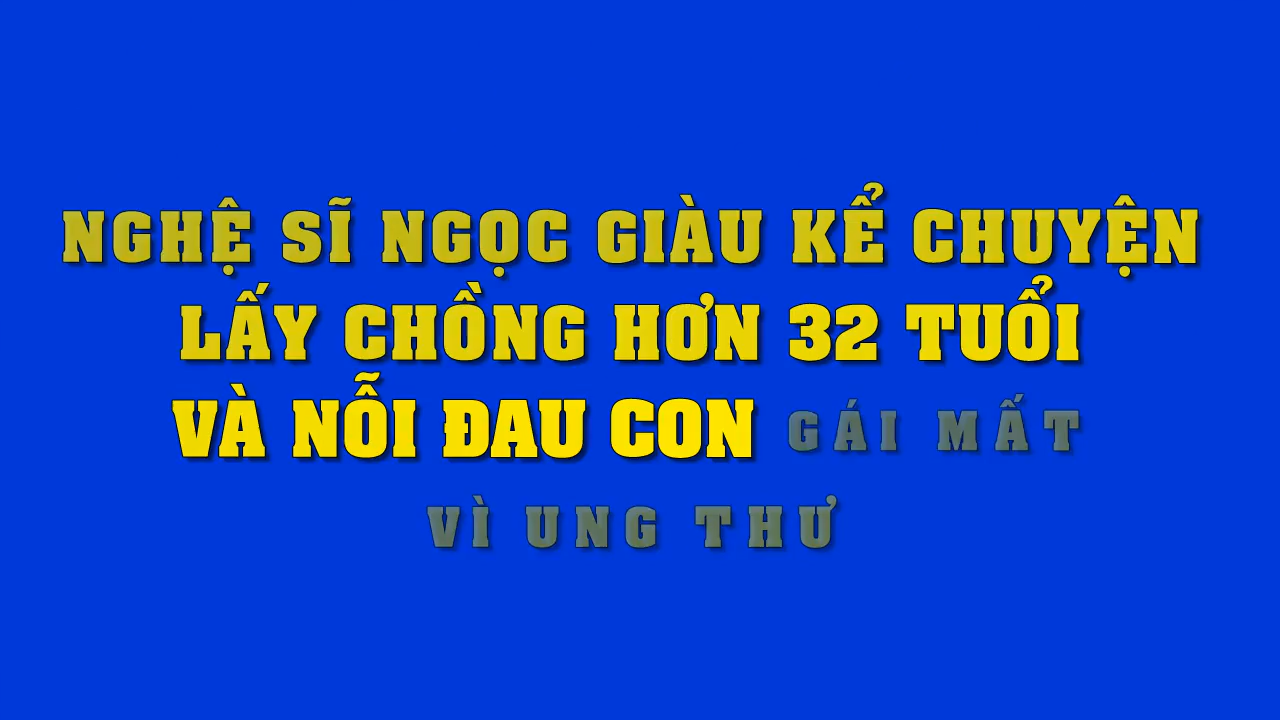 NGHỆ SĨ NGỌC GIÀU KỂ CHUYỆN
LẤY CHỒNG HƠN 32 TUỔI
VÀ NỖI ĐAU CON GÁI MẤT
VÌ UNG THƯ